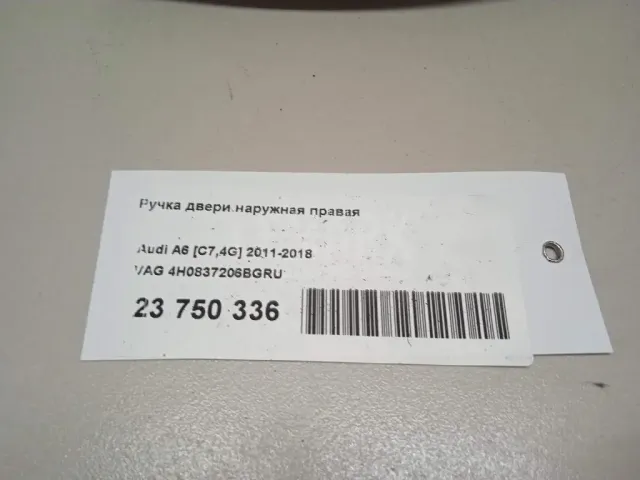 Ручка двери наружная правая
Audi A6 [C7,4G] 2011-2018
VAG 4H0837206BGRU
23 750 336